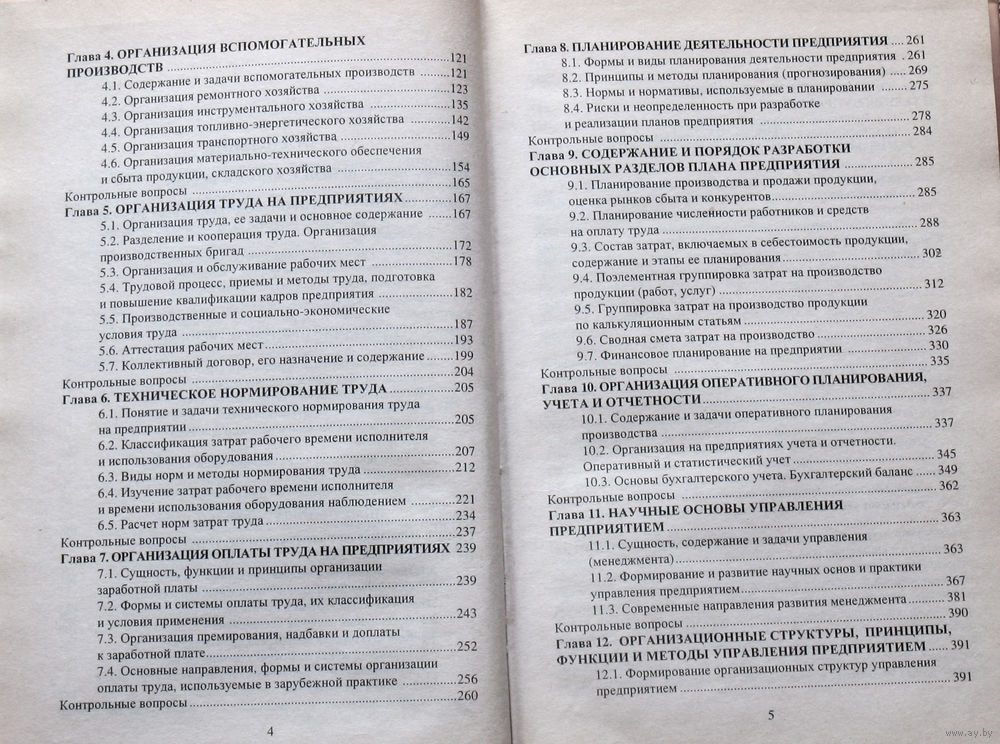 Глава 4. ОРГАНИЗАЦИЯ ВСПОМОГАТЕЛЬНЫХ
ПРОИЗВОДСТВ ........ 121
4.1. Содержание и задачи вспомогательных производств ........ 121
4.2. Организация ремонтного хозяйства ........ 123
4.3. Организация инструментального хозяйства ........ 135
4.4. Организация топливно-энергетического хозяйства ........ 142
4.5. Организация транспортного хозяйства ........ 149
4.6. Организация материально-технического обеспечения
и сбыта продукции, складского хозяйства ........ 154
Контрольные вопросы ........ 165
Глава 5. ОРГАНИЗАЦИЯ ТРУДА НА ПРЕДПРИЯТИЯХ ........ 167
5.1. Организация труда, ее задачи и основное содержание ........ 167
5.2. Разделение и кооперация труда. Организация
производственных бригад ........ 172
5.3. Организация и обслуживание рабочих мест ........ 178
5.4. Трудовой процесс, приемы и методы труда, подготовка
и повышение квалификации кадров предприятия ........ 182
5.5. Производственные и социально-экономические
условия труда ........ 187
5.6. Аттестация рабочих мест ........ 193
5.7. Коллективный договор, его назначение и содержание ........ 199
Контрольные вопросы ........ 204
Глава 6. ТЕХНИЧЕСКОЕ НОРМИРОВАНИЕ ТРУДА ........ 205
6.1. Понятие и задачи технического нормирования труда
на предприятии ........ 205
6.2. Классификация затрат рабочего времени исполнителя
и использования оборудования ........ 207
6.3. Виды норм и методы нормирования труда ........ 212
6.4. Изучение затрат рабочего времени исполнителя
и времени использования оборудования наблюдением ........ 221
6.5. Расчет норм затрат труда ........ 234
Контрольные вопросы ........ 237
Глава 7. ОРГАНИЗАЦИЯ ОПЛАТЫ ТРУДА НА ПРЕДПРИЯТИЯХ 239
7.1. Сущность, функции и принципы организации
заработной платы ........ 239
7.2. Формы и системы оплаты труда, их классификация
и условия применения ........ 243
7.3. Организация премирования, надбавки и доплаты
к заработной плате ........ 252
7.4. Основные направления, формы и системы организации
оплаты труда, используемые в зарубежной практике ........ 256
Контрольные вопросы ........ 260
4
Глава 8. ПЛАНИРОВАНИЕ ДЕЯТЕЛЬНОСТИ ПРЕДПРИЯТИЯ .... 261
8.1. Формы и виды планирования деятельности предприятия . 261
8.2. Принципы и методы планирования (прогнозирования) ..... 269
8.3. Нормы и нормативы, используемые в планировании ....... 275
8.4. Риски и неопределенность при разработке
и реализации планов предприятия ........ 278
Контрольные вопросы ........ 284
Глава 9. СОДЕРЖАНИЕ И ПОРЯДОК РАЗРАБОТКИ
ОСНОВНЫХ РАЗДЕЛОВ ПЛАНА ПРЕДПРИЯТИЯ ........ 285
9.1. Планирование производства и продажи продукции,
оценка рынков сбыта и конкурентов ........ 285
9.2. Планирование численности работников и средств
на оплату труда ........ 288
9.3. Состав затрат, включаемых в себестоимость продукции,
содержание и этапы ее планирования ........ 302
9.4. Поэлементная группировка затрат на производство
продукции (работ, услуг) ........ 312
9.5. Группировка затрат на производство продукции
по калькуляционным статьям ........ 320
9.6. Сводная смета затрат на производство ........ 326
9.7. Финансовое планирование на предприятии ........ 330
Контрольные вопросы ........ 335
Глава 10. ОРГАНИЗАЦИЯ ОПЕРАТИВНОГО ПЛАНИРОВАНИЯ,
УЧЕТА И ОТЧЕТНОСТИ ........ 337
10.1. Содержание и задачи оперативного планирования
производства ........ 337
10.2. Организация на предприятиях учета и отчетности.
Оперативный и статистический учет ........ 345
10.3. Основы бухгалтерского учета. Бухгалтерский баланс ..... 349
Контрольные вопросы ........ 362
Глава 11. НАУЧНЫЕ ОСНОВЫ УПРАВЛЕНИЯ
ПРЕДПРИЯТИЕМ ........ 363
11.1. Сущность, содержание и задачи управления
(менеджмента) ........ 363
11.2. Формирование и развитие научных основ и практики
управления предприятием ........ 367
11.3. Современные направления развития менеджмента ........ 381
Контрольные вопросы ........ 390
Глава 12. ОРГАНИЗАЦИОННЫЕ СТРУКТУРЫ, ПРИНЦИПЫ,
ФУНКЦИИ И МЕТОДЫ УПРАВЛЕНИЯ ПРЕДПРИЯТИЕМ ...... 391
12.1. Формирование организационных структур управления
предприятием ........ 391
5
www.ay.by